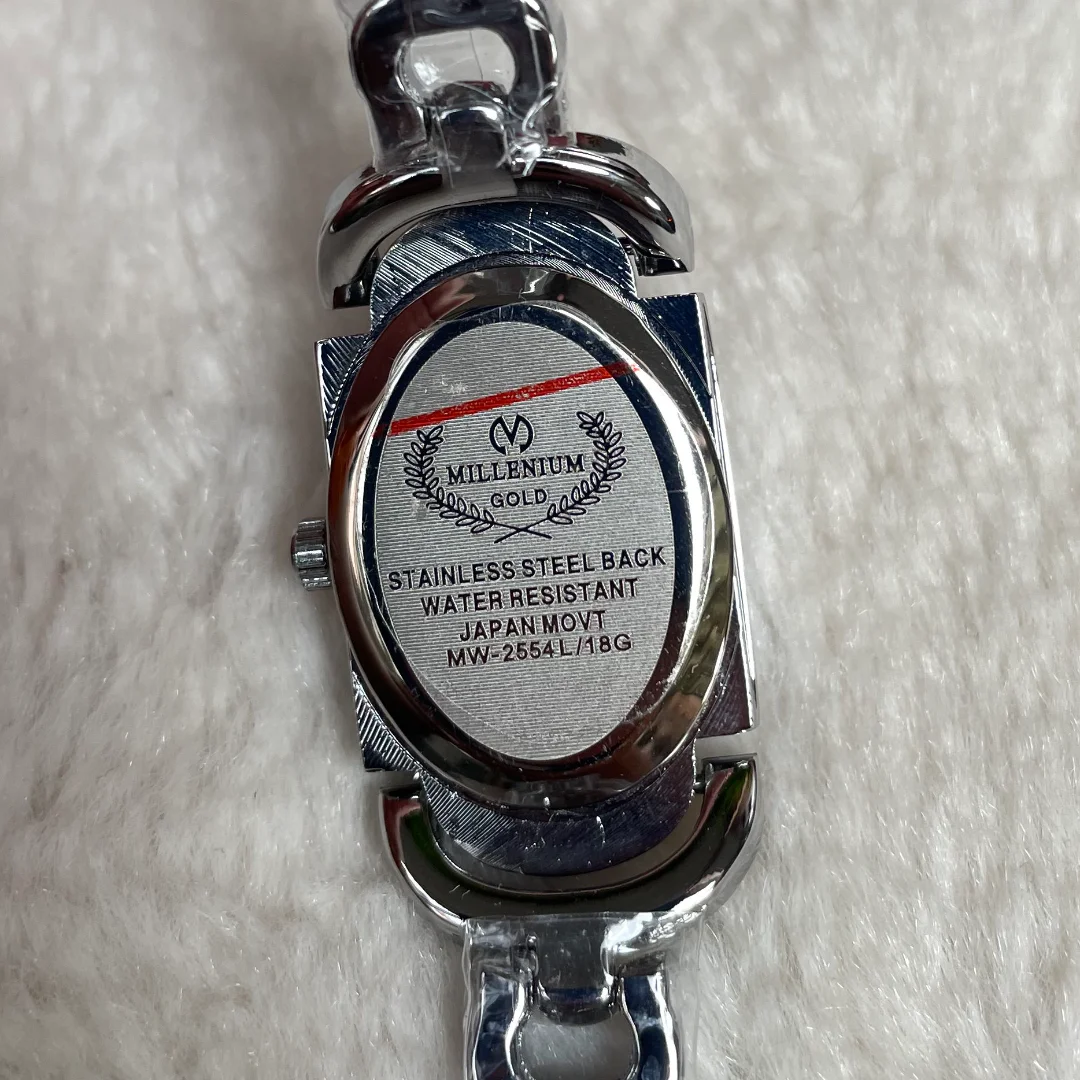 M
MILLENIUM
GOLD
STAINLESS STEEL BACK
WATER RESISTANT
JAPAN MOVT
MW-2554L/18G